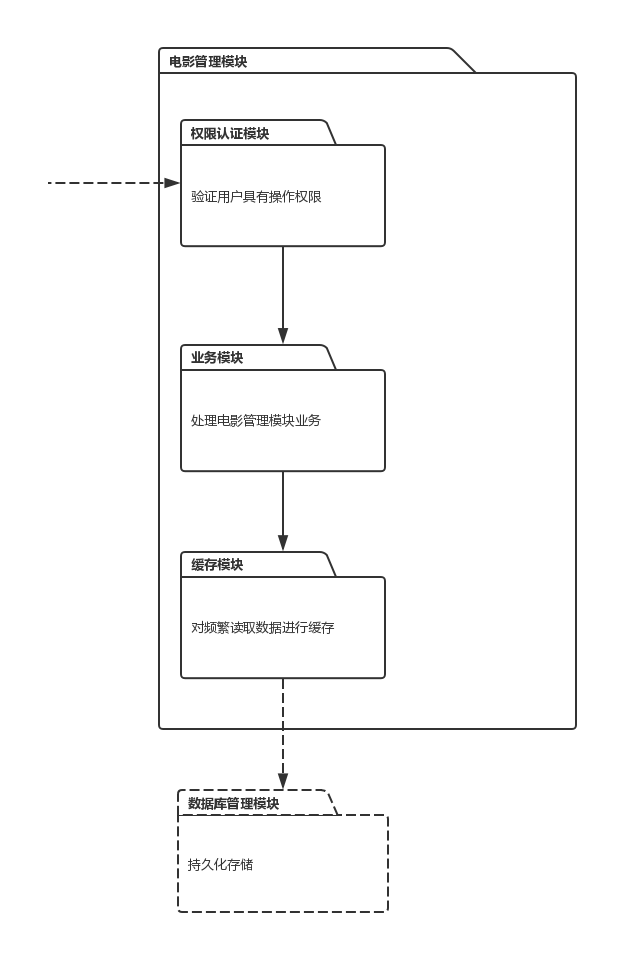 电影管理模块
权限认证模块
验证用户具有操作权限
业务模块
处理电影管理模块业务
缓存模块
对频繁读取数据进行缓存
数据库管理模块
持久化存储